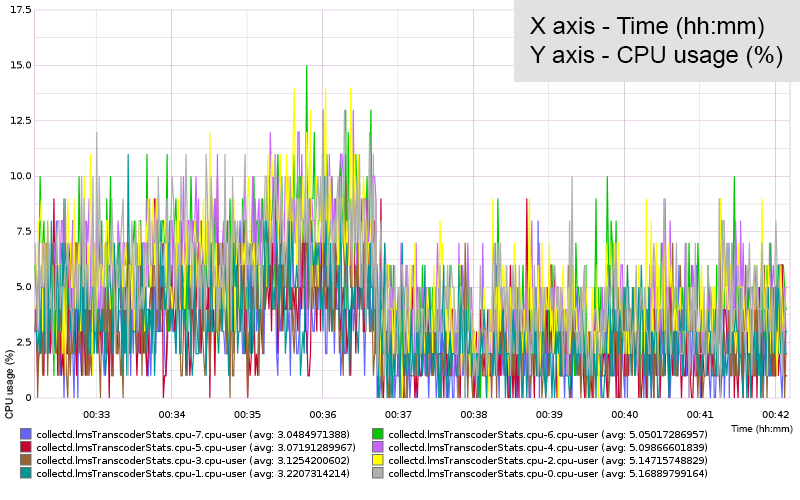 X axis - Time (hh:mm)
Y axis - CPU usage (%)
17.5
15.0
12.5
10.0
7.5
5.0
2.5
0
CPU usage (%)
00:33 00:34 00:35 00:36 00:37 00:38 00:39 00:40 00:41 00:42
Time (hh:mm)
collectd.lmsTranscoderStats.cpu-7.cpu-user (avg: 3.0484971388) collectd.lmsTranscoderStats.cpu-6.cpu-user (avg: 5.05017286957)
collectd.lmsTranscoderStats.cpu-5.cpu-user (avg: 3.07191289967) collectd.lmsTranscoderStats.cpu-4.cpu-user (avg: 5.09866601839)
collectd.lmsTranscoderStats.cpu-3.cpu-user (avg: 3.1254200602) collectd.lmsTranscoderStats.cpu-2.cpu-user (avg: 5.14715748829)
collectd.lmsTranscoderStats.cpu-1.cpu-user (avg: 3.2207314214) collectd.lmsTranscoderStats.cpu-0.cpu-user (avg: 5.16889799164)